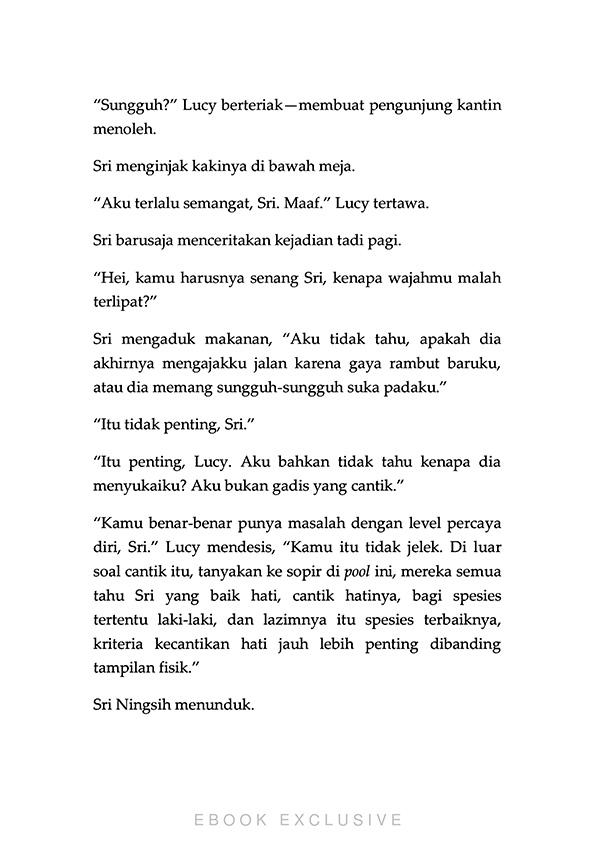 “Sungguh?” Lucy berteriak—membuat pengunjung kantin
menoleh.
Sri menginjak kakinya di bawah meja.
“Aku terlalu semangat, Sri. Maaf.” Lucy tertawa.
Sri barusaja menceritakan kejadian tadi pagi.
“Hei, kamu harusnya senang Sri, kenapa wajahmu malah
terlipat?”
Sri mengaduk makanan, “Aku tidak tahu, apakah dia
akhirnya mengajakku jalan karena gaya rambut baruku,
atau dia memang sungguh-sungguh suka padaku.”
“Itu tidak penting, Sri.”
“Itu penting, Lucy. Aku bahkan tidak tahu kenapa dia
menyukaiku? Aku bukan gadis yang cantik.”
“Kamu benar-benar punya masalah dengan level percaya
diri, Sri.” Lucy mendesis, “Kamu itu tidak jelek. Di luar
soal cantik itu, tanyakan ke sopir di pool ini, mereka semua
tahu Sri yang baik hati, cantik hatinya, bagi spesies
tertentu laki-laki, dan lazimnya itu spesies terbaiknya,
kriteria kecantikan hati jauh lebih penting dibanding
tampilan fisik.”
Sri Ningsih menunduk.
EBOOK EXCLUSIVE